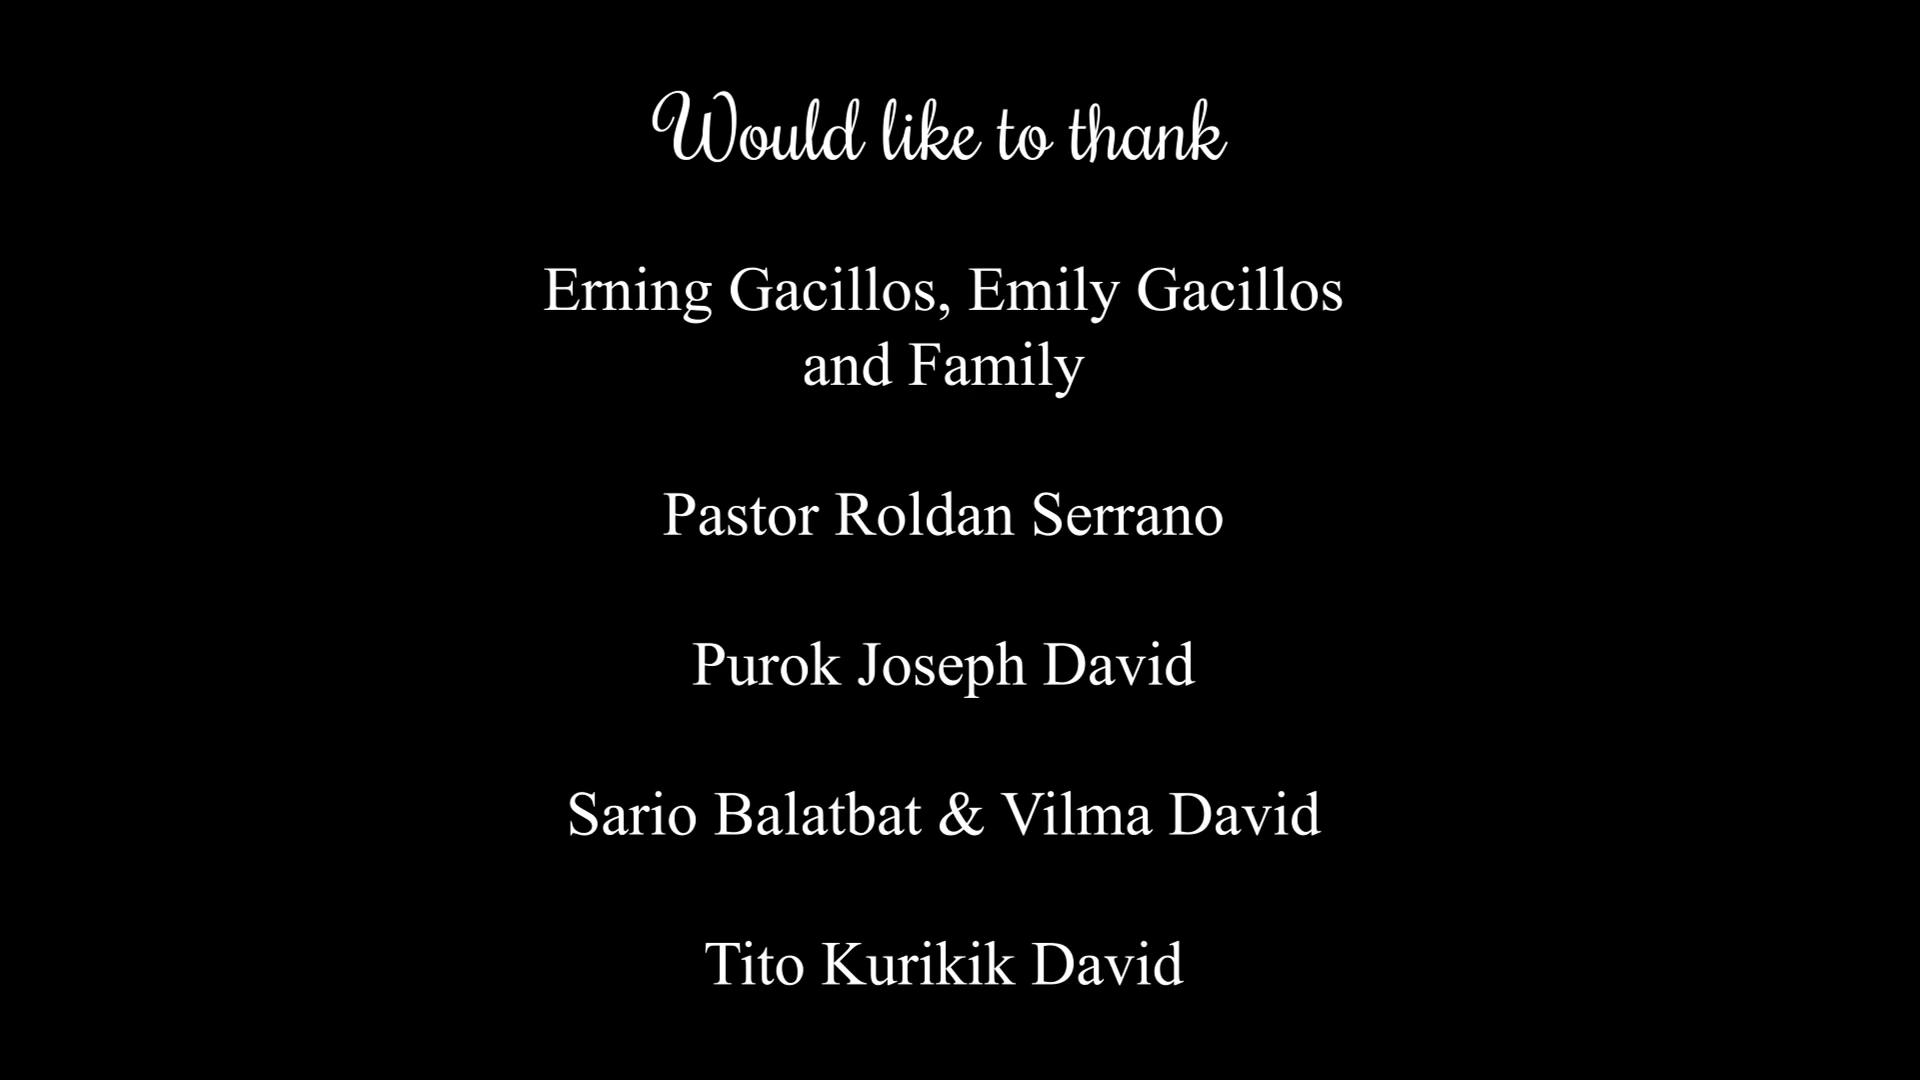 Would like to thank
Erning Gacillos, Emily Gacillos
and Family
Pastor Roldan Serrano
Purok Joseph David
Sario Balatbat & Vilma David
Tito Kurikik David